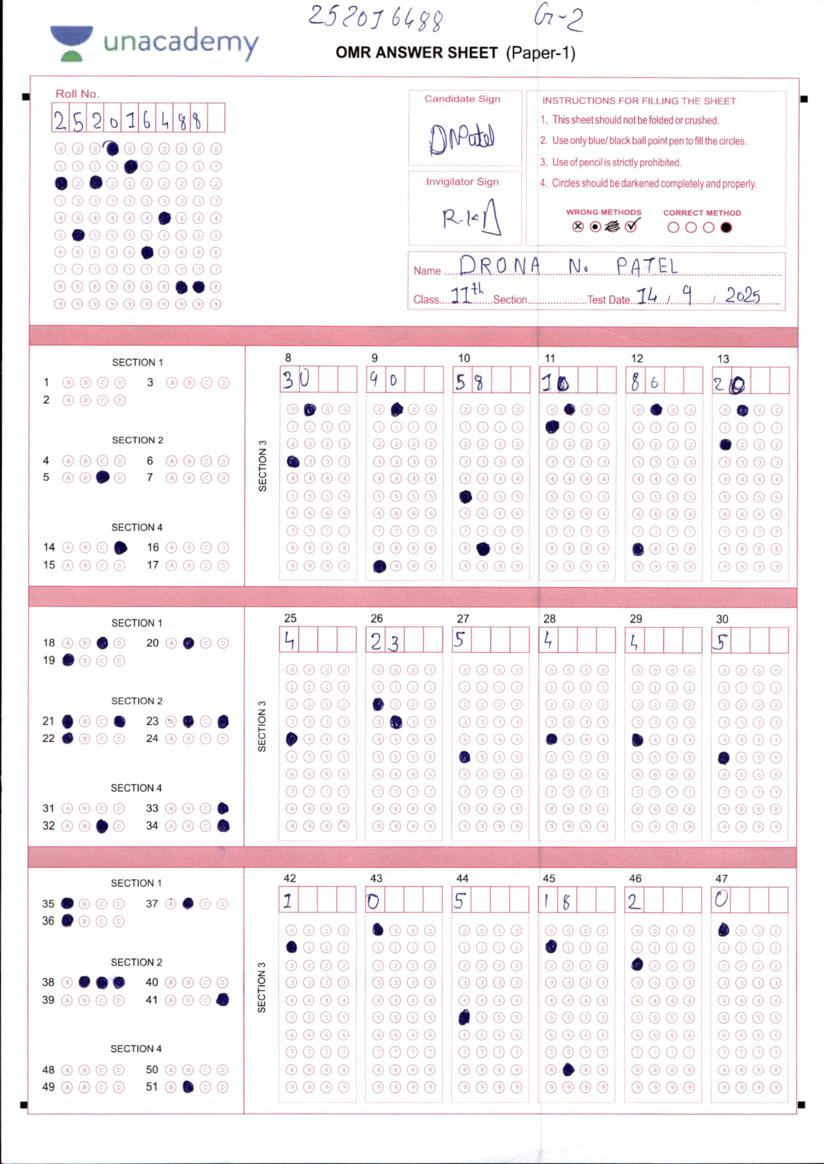 252016488 G-2
unacademy
OMR ANSWER SHEET (Paper-1)
Roll No.
2 5 2 0 1 6 4 8 8
Candidate Sign
DNPatel
Invigilator Sign
INSTRUCTIONS FOR FILLING THE SHEET
1. This sheet should not be folded or crushed.
2. Use only blue/ black ball point pen to fill the circles.
3. Use of pencil is strictly prohibited.
4. Circles should be darkened completely and properly.
WRONG METHODS CORRECT METHOD
Name DRONA N. PATEL
Class 11th Section Test Date 14 / 9 / 2025
SECTION 1
1 A B C D 3 A B C D
2 A B C D
SECTION 2
4 A B C D 6 A B C D
5 A B D 7 A B C D
SECTION 4
14 A B C 16 A B C D
15 A B C D 17 A B C D
SECTION 3
8 9 10 11 12 13
30 90 58 10 80 20
SECTION 1
18 A B D 20 A C D
19 B C D
SECTION 2
21 B C 23 A C
22 B C D 24 A B C D
SECTION 4
31 A B C D 33 A B C
32 A B D 34 A B C
SECTION 3
25 26 27 28 29 30
4 23 5 4 4 5
SECTION 1
35 B C D 37 A C D
36 B C D
SECTION 2
38 A 40 A B C D
39 A B C D 41 A B C
SECTION 4
48 A B C D 50 A B C D
49 A B C D 51 A C D
SECTION 3
42 43 44 45 46 47
1 0 5 18 2 0